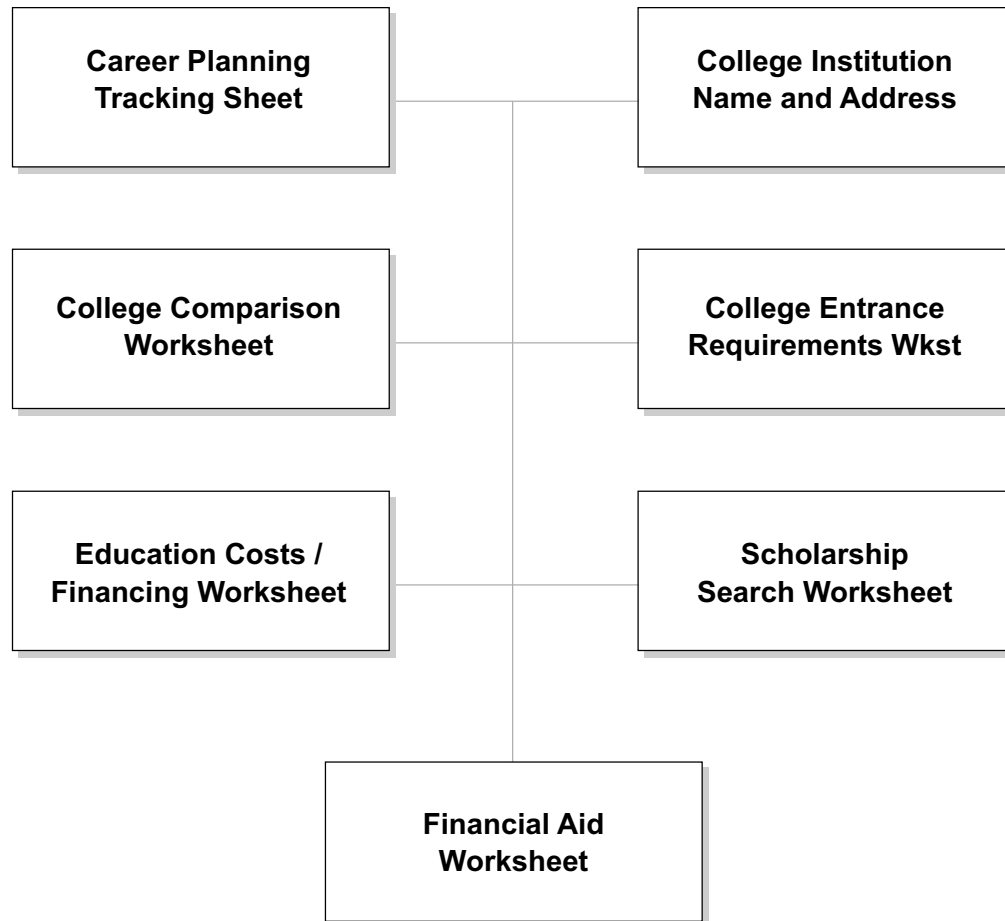 Career Planning
Tracking Sheet
College Institution
Name and Address
College Comparison
Worksheet
College Entrance
Requirements Wkst
Education Costs /
Financing Worksheet
Scholarship
Search Worksheet
Financial Aid
Worksheet